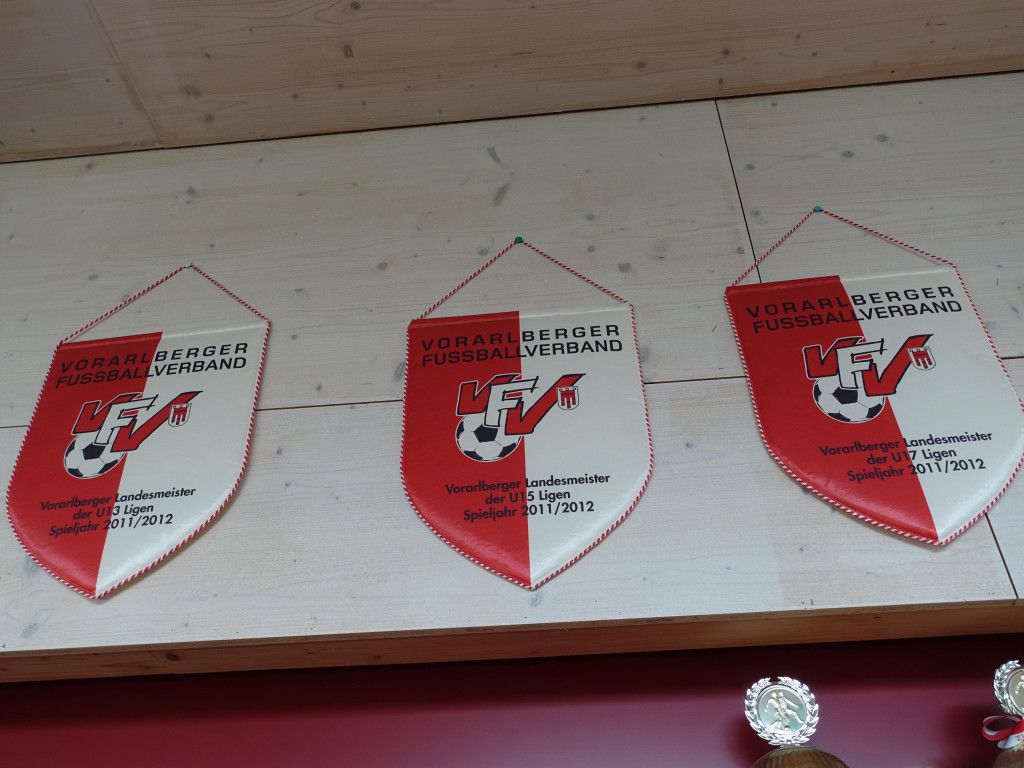 VORARLBERGER
FUSSBALLVERBAND
VFV
Vorarlberger Landesmeister
der U13 Ligen
Spieljahr 2011/2012
VORARLBERGER
FUSSBALLVERBAND
VFV
Vorarlberger Landesmeister
der U15 Ligen
Spieljahr 2011/2012
VORARLBERGER
FUSSBALLVERBAND
VFV
Vorarlberger Landesmeister
der U17 Ligen
Spieljahr 2011/2012